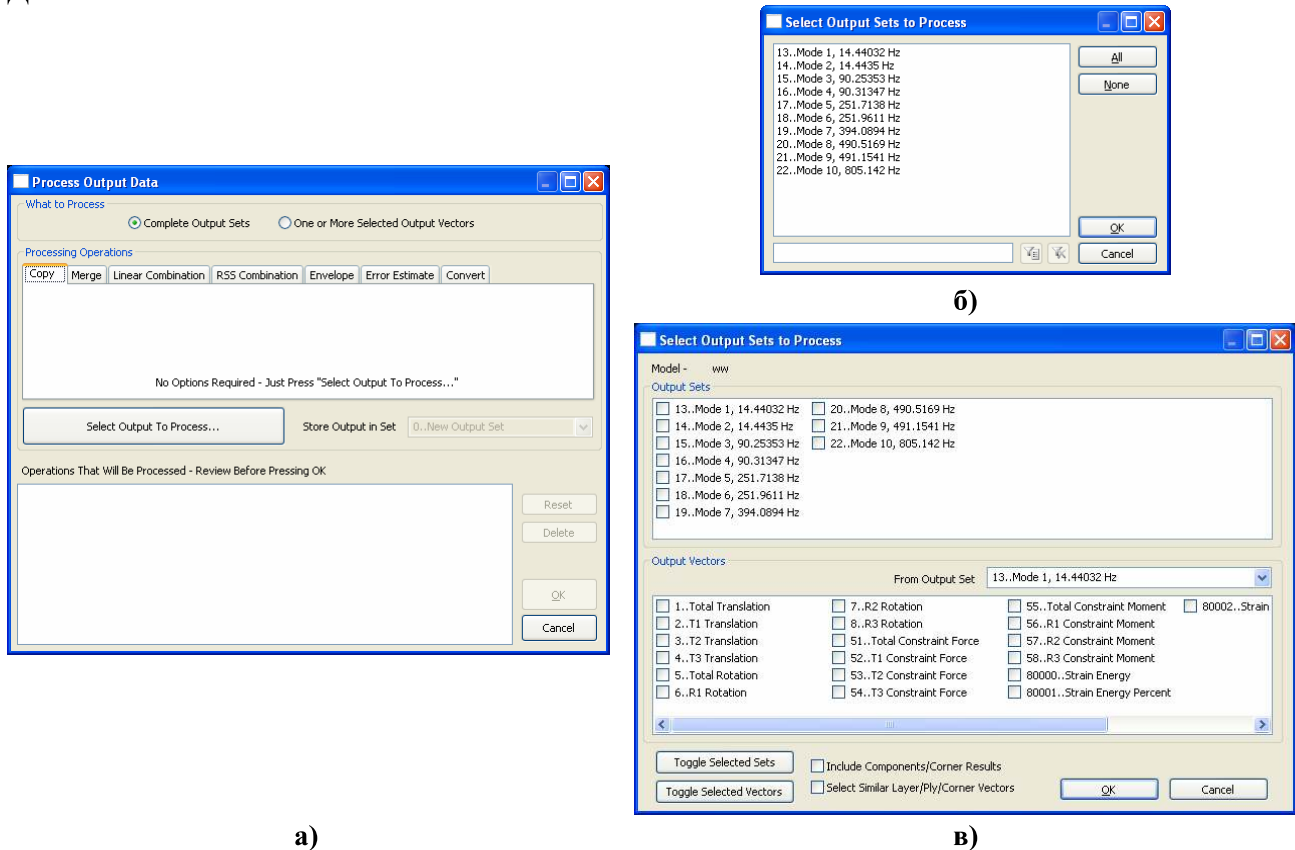 Select Output Sets to Process
13..Mode 1, 14.44032 Hz
14..Mode 2, 14.4435 Hz
15..Mode 3, 90.25353 Hz
16..Mode 4, 90.31347 Hz
17..Mode 5, 251.7138 Hz
18..Mode 6, 251.9611 Hz
19..Mode 7, 394.0894 Hz
20..Mode 8, 490.5169 Hz
21..Mode 9, 491.1541 Hz
22..Mode 10, 805.142 Hz
All
None
OK
Cancel
б)
Process Output Data
What to Process
Complete Output Sets One or More Selected Output Vectors
Processing Operations
Copy Merge Linear Combination RSS Combination Envelope Error Estimate Convert
No Options Required - Just Press "Select Output To Process..."
Select Output To Process... Store Output in Set 0..New Output Set
Operations That Will Be Processed - Review Before Pressing OK
Reset
Delete
OK
Cancel
а)
Select Output Sets to Process
Model - ww
Output Sets
13..Mode 1, 14.44032 Hz 20..Mode 8, 490.5169 Hz
14..Mode 2, 14.4435 Hz 21..Mode 9, 491.1541 Hz
15..Mode 3, 90.25353 Hz 22..Mode 10, 805.142 Hz
16..Mode 4, 90.31347 Hz
17..Mode 5, 251.7138 Hz
18..Mode 6, 251.9611 Hz
19..Mode 7, 394.0894 Hz
Output Vectors
From Output Set 13..Mode 1, 14.44032 Hz
1..Total Translation 7..R2 Rotation 55..Total Constraint Moment 80002..Strain
2..T1 Translation 8..R3 Rotation 56..R1 Constraint Moment
3..T2 Translation 51..Total Constraint Force 57..R2 Constraint Moment
4..T3 Translation 52..T1 Constraint Force 58..R3 Constraint Moment
5..Total Rotation 53..T2 Constraint Force 80000..Strain Energy
6..R1 Rotation 54..T3 Constraint Force 80001..Strain Energy Percent
Toggle Selected Sets Include Components/Corner Results
Toggle Selected Vectors Select Similar Layer/Ply/Corner Vectors OK Cancel
в)